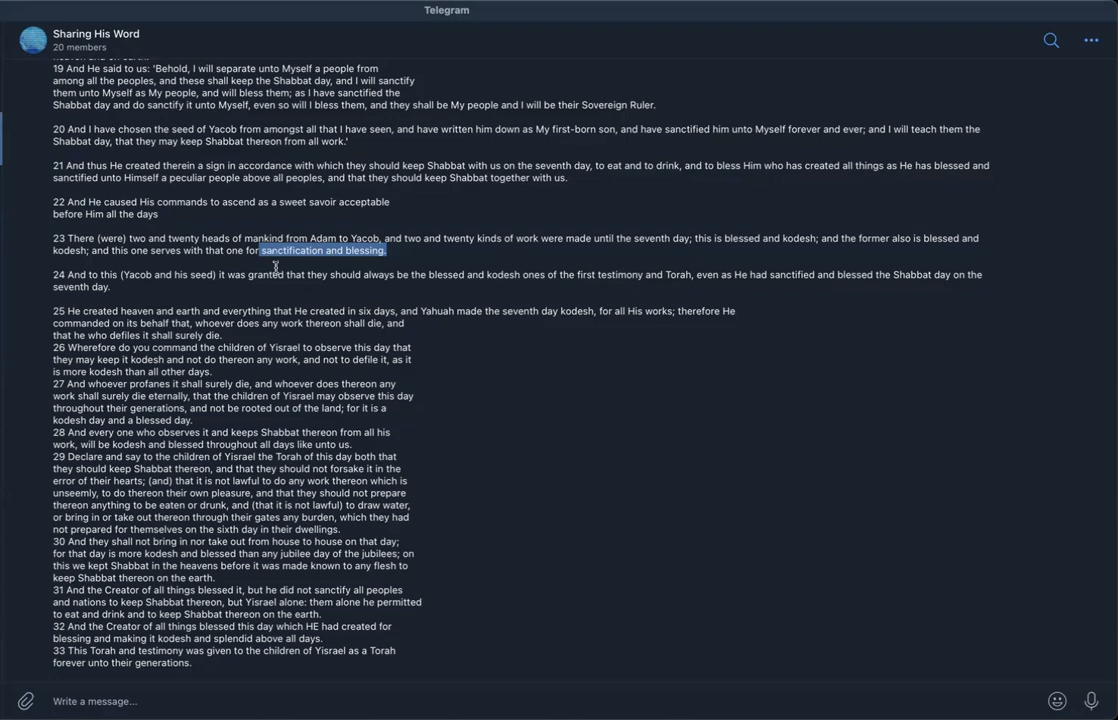 Telegram
Sharing His Word
20 members
19 And He said to us: 'Behold, I will separate unto Myself a people from
among all the peoples, and these shall keep the Shabbat day, and I will sanctify
them unto Myself as My people, and will bless them; as I have sanctified the
Shabbat day and do sanctify it unto Myself, even so will I bless them, and they shall be My people and I will be their Sovereign Ruler.
20 And I have chosen the seed of Yacob from amongst all that I have seen, and have written him down as My first-born son, and have sanctified him unto Myself forever and ever; and I will teach them the
Shabbat day, that they may keep Shabbat thereon from all work.'
21 And thus He created therein a sign in accordance with which they should keep Shabbat with us on the seventh day, to eat and to drink, and to bless Him who has created all things as He has blessed and
sanctified unto Himself a peculiar people above all peoples, and that they should keep Shabbat together with us.
22 And He caused His commands to ascend as a sweet savoir acceptable
before Him all the days
23 There (were) two and twenty heads of mankind from Adam to Yacob, and two and twenty kinds of work were made until the seventh day; this is blessed and kodesh; and the former also is blessed and
kodesh; and this one serves with that one for sanctification and blessing.
24 And to this (Yacob and his seed) it was granted that they should always be the blessed and kodesh ones of the first testimony and Torah, even as He had sanctified and blessed the Shabbat day on the
seventh day.
25 He created heaven and earth and everything that He created in six days, and Yahuah made the seventh day kodesh, for all His works; therefore He
commanded on its behalf that, whoever does any work thereon shall die, and
that he who defiles it shall surely die.
26 Wherefore do you command the children of Yisrael to observe this day that
they may keep it kodesh and not do thereon any work, and not to defile it, as it
is more kodesh than all other days.
27 And whoever profanes it shall surely die, and whoever does thereon any
work shall surely die eternally, that the children of Yisrael may observe this day
throughout their generations, and not be rooted out of the land; for it is a
kodesh day and a blessed day.
28 And every one who observes it and keeps Shabbat thereon from all his
work, will be kodesh and blessed throughout all days like unto us.
29 Declare and say to the children of Yisrael the Torah of this day both that
they should keep Shabbat thereon, and that they should not forsake it in the
error of their hearts; (and) that it is not lawful to do any work thereon which is
unseemly, to do thereon their own pleasure, and that they should not prepare
thereon anything to be eaten or drunk, and (that it is not lawful) to draw water,
or bring in or take out thereon through their gates any burden, which they had
not prepared for themselves on the sixth day in their dwellings.
30 And they shall not bring in nor take out from house to house on that day;
for that day is more kodesh and blessed than any jubilee day of the jubilees; on
this we kept Shabbat in the heavens before it was made known to any flesh to
keep Shabbat thereon on the earth.
31 And the Creator of all things blessed it, but he did not sanctify all peoples
and nations to keep Shabbat thereon, but Yisrael alone: them alone he permitted
to eat and drink and to keep Shabbat thereon on the earth.
32 And the Creator of all things blessed this day which HE had created for
blessing and making it kodesh and splendid above all days.
33 This Torah and testimony was given to the children of Yisrael as a Torah
forever unto their generations.
Write a message...